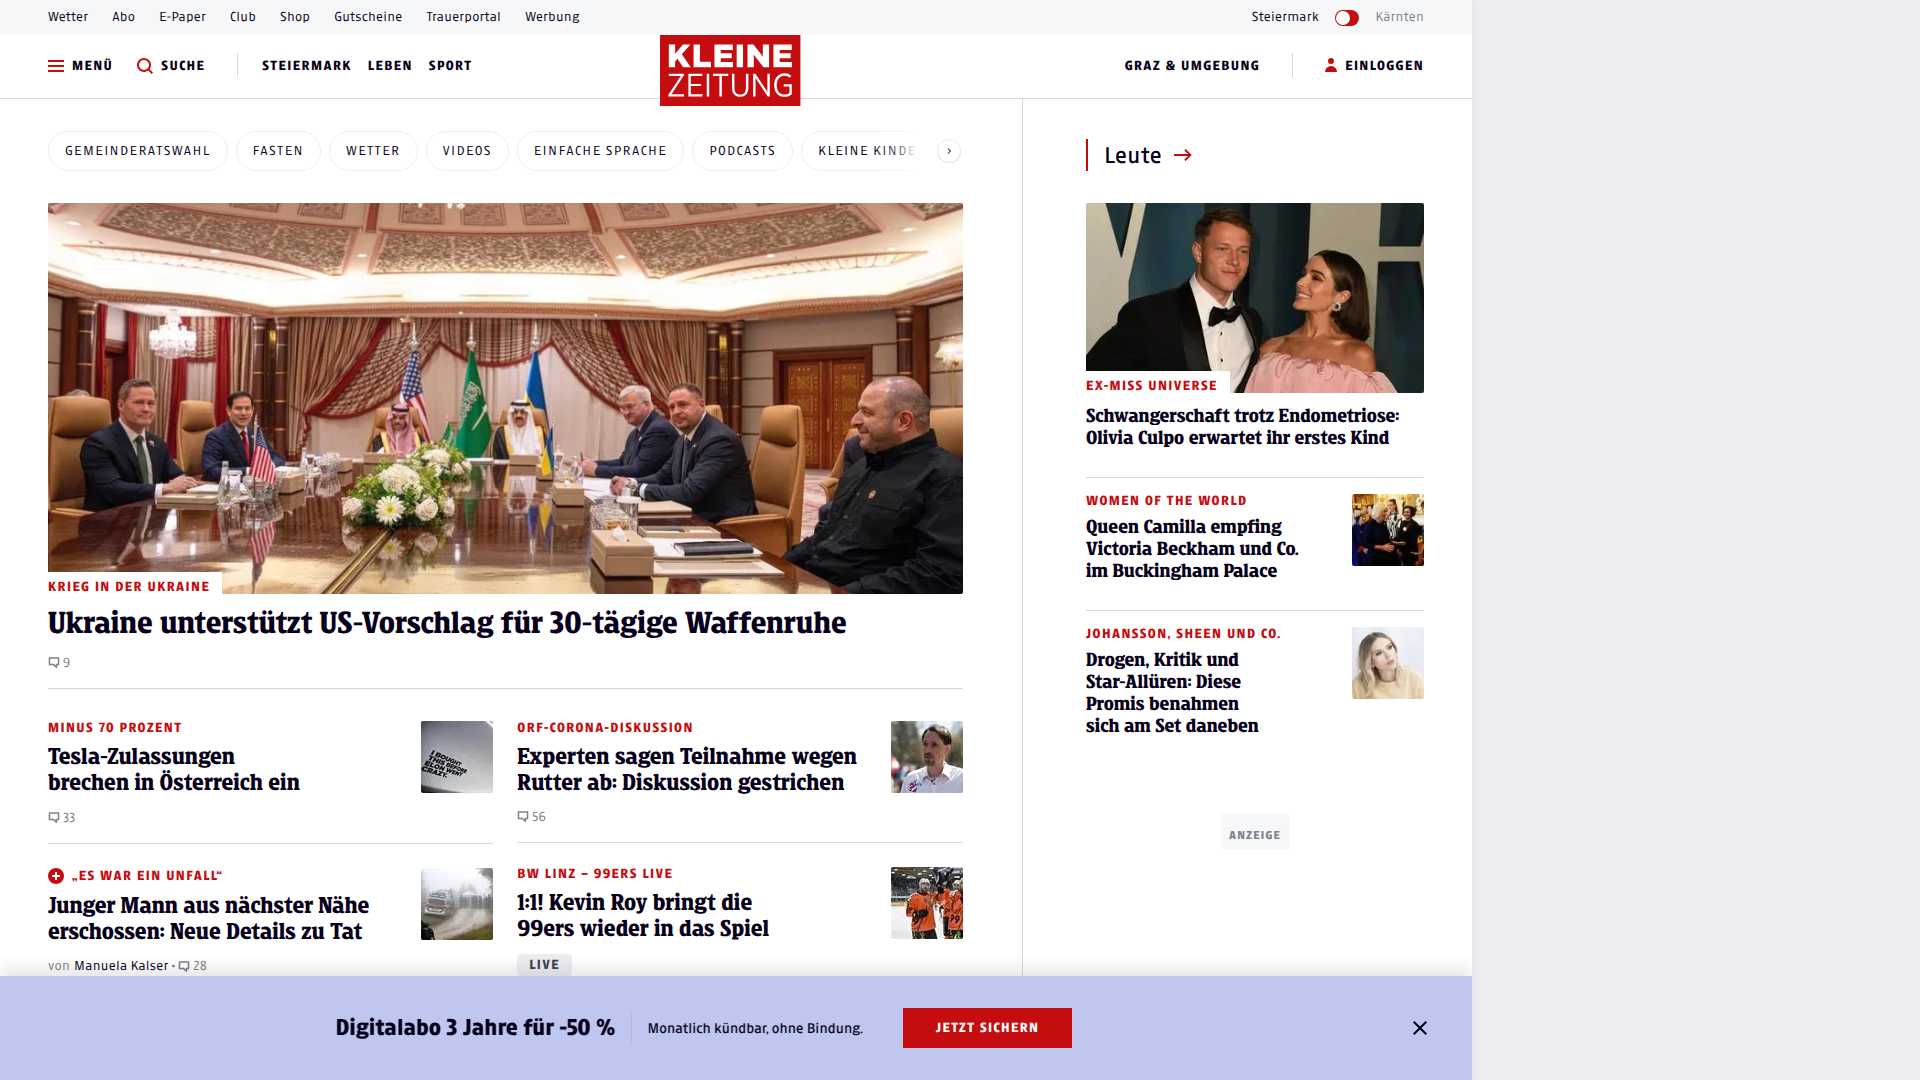 Wetter Abo E-Paper Club Shop Gutscheine Trauerportal Werbung Steiermark Kärnten
MENÜ SUCHE STEIERMARK LEBEN SPORT KLEINE ZEITUNG GRAZ & UMGEBUNG EINLOGGEN
GEMEINDERATSWAHL FASTEN WETTER VIDEOS EINFACHE SPRACHE PODCASTS KLEINE KINDE
KRIEG IN DER UKRAINE
Ukraine unterstützt US-Vorschlag für 30-tägige Waffenruhe
9
MINUS 70 PROZENT
Tesla-Zulassungen
brechen in Österreich ein
33
I BOUGHT
THIS BEFORE
ELON WENT
CRAZY.
ORF-CORONA-DISKUSSION
Experten sagen Teilnahme wegen
Rutter ab: Diskussion gestrichen
56
„ES WAR EIN UNFALL“
Junger Mann aus nächster Nähe
erschossen: Neue Details zu Tat
von Manuela Kalser • 28
BW LINZ – 99ERS LIVE
1:1! Kevin Roy bringt die
99ers wieder in das Spiel
LIVE
Leute
EX-MISS UNIVERSE
Schwangerschaft trotz Endometriose:
Olivia Culpo erwartet ihr erstes Kind
WOMEN OF THE WORLD
Queen Camilla empfing
Victoria Beckham und Co.
im Buckingham Palace
JOHANSSON, SHEEN UND CO.
Drogen, Kritik und
Star-Allüren: Diese
Promis benahmen
sich am Set daneben
ANZEIGE
Digitalabo 3 Jahre für -50 % Monatlich kündbar, ohne Bindung. JETZT SICHERN